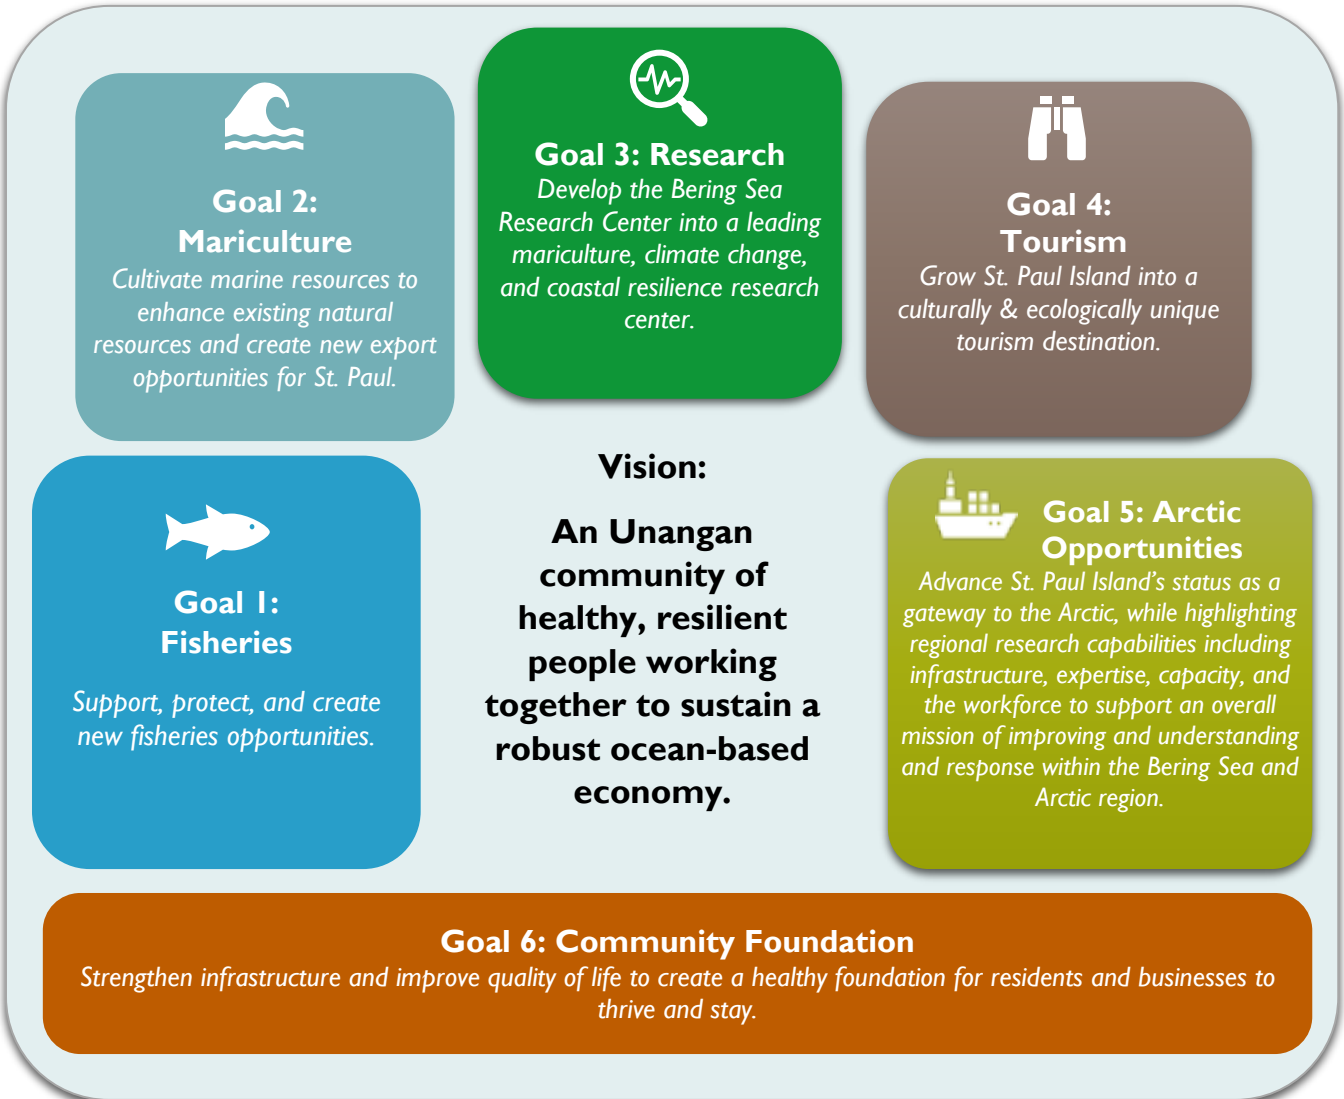 Goal 3: Research
Develop the Bering Sea
Research Center into a leading
mariculture, climate change,
and coastal resilience research
center.
Goal 2:
Mariculture
Cultivate marine resources to
enhance existing natural
resources and create new export
opportunities for St. Paul.
Goal 4:
Tourism
Grow St. Paul Island into a
culturally & ecologically unique
tourism destination.
Goal 1:
Fisheries
Support, protect, and create
new fisheries opportunities.
Vision:
An Unangan
community of
healthy, resilient
people working
together to sustain a
robust ocean-based
economy.
Goal 5: Arctic
Opportunities
Advance St. Paul Island’s status as a
gateway to the Arctic, while highlighting
regional research capabilities including
infrastructure, expertise, capacity, and
the workforce to support an overall
mission of improving and understanding
and response within the Bering Sea and
Arctic region.
Goal 6: Community Foundation
Strengthen infrastructure and improve quality of life to create a healthy foundation for residents and businesses to
thrive and stay.